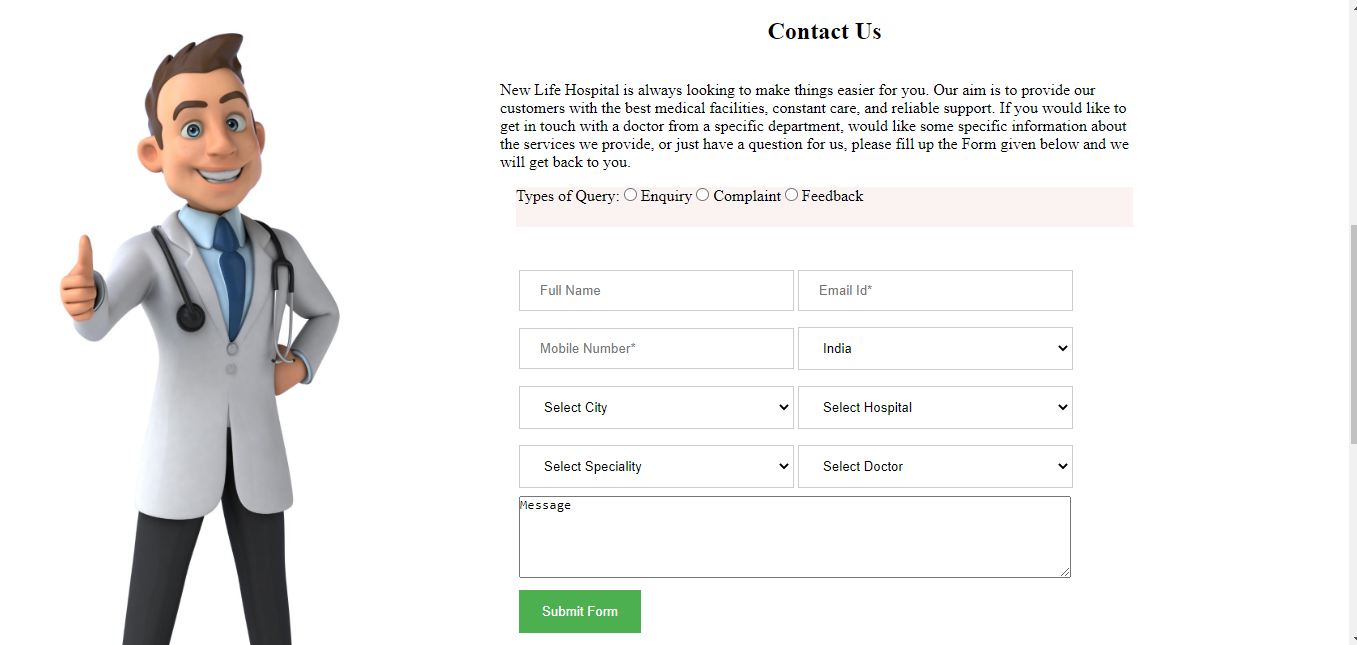 Contact Us
New Life Hospital is always looking to make things easier for you. Our aim is to provide our
customers with the best medical facilities, constant care, and reliable support. If you would like to
get in touch with a doctor from a specific department, would like some specific information about
the services we provide, or just have a question for us, please fill up the Form given below and we
will get back to you.
Types of Query: Enquiry Complaint Feedback
Full Name Email Id*
Mobile Number* India
Select City Select Hospital
Select Speciality Select Doctor
Message
Submit Form